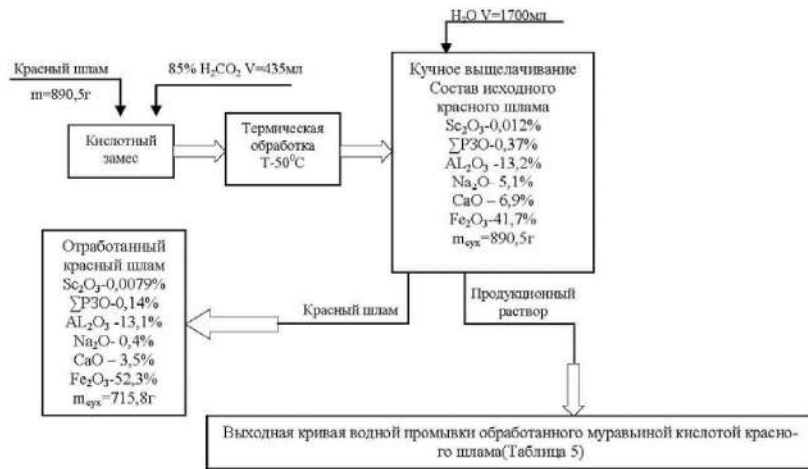 H₂O V=1700мл
Красный шлам
m=890,5г
85% H₂CO₂ V=435мл
Кислотный
замес
Термическая
обработка
T-50⁰C
Кучное выщелачивание
Состав исходного
красного шлама
Sc₂O₃-0,012%
∑РЗО-0,37%
AL₂O₃ -13,2%
Na₂O- 5,1%
CaO – 6,9%
Fe₂O₃-41,7%
mсух=890,5г
Отработанный
красный шлам
Sc₂O₃-0,0079%
∑РЗО-0,14%
AL₂O₃ -13,1%
Na₂O- 0,4%
CaO – 3,5%
Fe₂O₃-52,3%
mсух=715,8г
Красный шлам
Продукционный
раствор
Выходная кривая водной промывки обработанного муравьиной кислотой красно-
го шлама(Таблица 5)